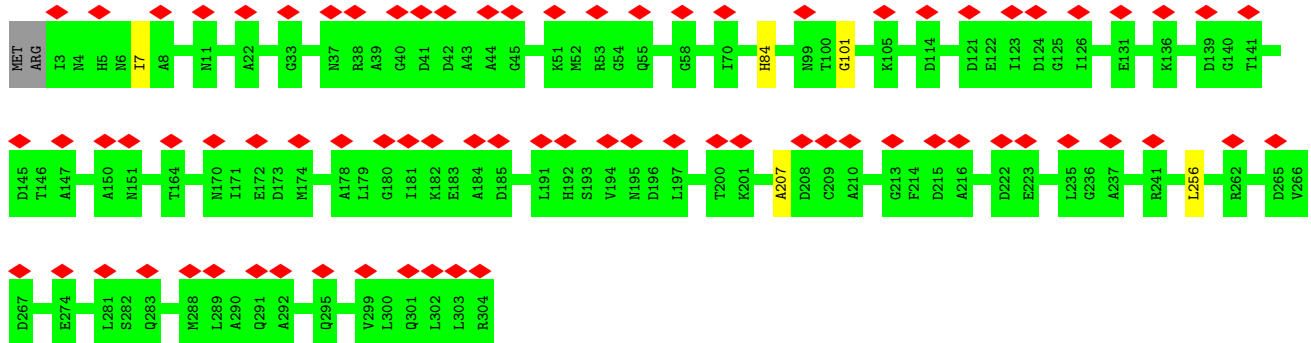 MET ARG I3 N4 H5 N6 I7 A8 N11 A22 G33 N37 R38 A39 G40 D41 D42 A43 A44 G45 K51 M52 R53 G54 Q55 G58 I70 H84 N99 T100 G101 K105 D114 D121 E122 I123 D124 G125 I126 E131 K136 D139 G140 T141
D145 T146 A147 A150 N151 T164 N170 I171 E172 D173 M174 A178 L179 G180 I181 K182 E183 A184 D185 L191 H192 S193 V194 N195 D196 L197 T200 K201 A207 D208 C209 A210 G213 F214 D215 A216 D222 E223 L235 G236 A237 R241 L256 R262 D265 V266
D267 E274 L281 S282 Q283 M288 L289 A290 Q291 A292 Q295 V299 L300 Q301 L302 L303 R304